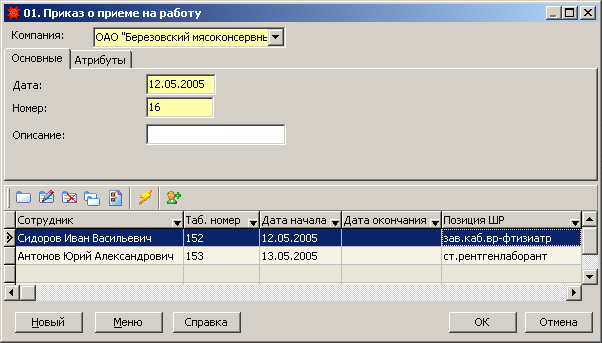 01. Приказ о приеме на работу
Компания: ОАО "Березовский мясоконсервнь
Основные Атрибуты
Дата: 12.05.2005
Номер: 16
Описание:
Сотрудник Таб. номер Дата начала Дата окончания Позиция ШР
Сидоров Иван Васильевич 152 12.05.2005 зав.каб.вр-фтизиатр
Антонов Юрий Александрович 153 13.05.2005 ст.рентгенлаборант
Новый Меню Справка OK Отмена